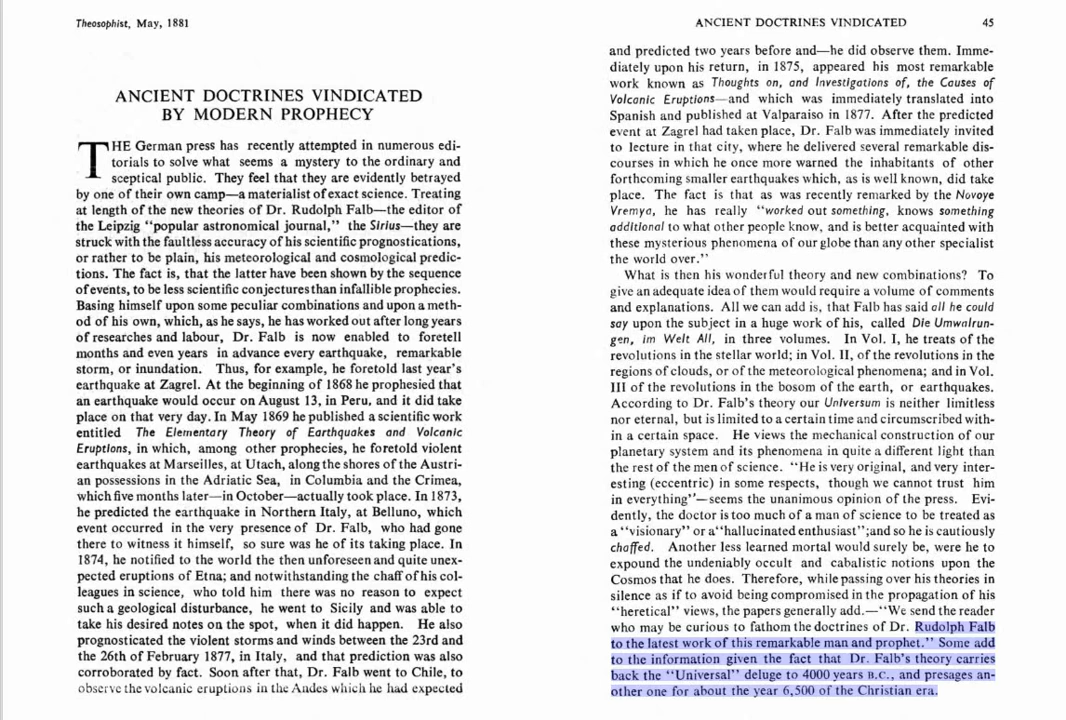 Theosophist, May, 1881
ANCIENT DOCTRINES VINDICATED
BY MODERN PROPHECY
THE German press has recently attempted in numerous edi-
torials to solve what seems a mystery to the ordinary and
sceptical public. They feel that they are evidently betrayed
by one of their own camp—a materialist of exact science. Treating
at length of the new theories of Dr. Rudolph Falb—the editor of
the Leipzig "popular astronomical journal," the Sirius—they are
struck with the faultless accuracy of his scientific prognostications,
or rather to be plain, his meteorological and cosmological predic-
tions. The fact is, that the latter have been shown by the sequence
of events, to be less scientific conjectures than infallible prophecies.
Basing himself upon some peculiar combinations and upon a meth-
od of his own, which, as he says, he has worked out after long years
of researches and labour, Dr. Falb is now enabled to foretell
months and even years in advance every earthquake, remarkable
storm, or inundation. Thus, for example, he foretold last year's
earthquake at Zagrel. At the beginning of 1868 he prophesied that
an earthquake would occur on August 13, in Peru, and it did take
place on that very day. In May 1869 he published a scientific work
entitled The Elementary Theory of Earthquakes and Volcanic
Eruptions, in which, among other prophecies, he foretold violent
earthquakes at Marseilles, at Utach, along the shores of the Austri-
an possessions in the Adriatic Sea, in Columbia and the Crimea,
which five months later—in October—actually took place. In 1873,
he predicted the earthquake in Northern Italy, at Belluno, which
event occurred in the very presence of Dr. Falb, who had gone
there to witness it himself, so sure was he of its taking place. In
1874, he notified to the world the then unforeseen and quite unex-
pected eruptions of Etna; and notwithstanding the chaff of his col-
leagues in science, who told him there was no reason to expect
such a geological disturbance, he went to Sicily and was able to
take his desired notes on the spot, when it did happen. He also
prognosticated the violent storms and winds between the 23rd and
the 26th of February 1877, in Italy, and that prediction was also
corroborated by fact. Soon after that, Dr. Falb went to Chile, to
observe the volcanic eruptions in the Andes which he had expected
ANCIENT DOCTRINES VINDICATED 45
and predicted two years before and—he did observe them. Imme-
diately upon his return, in 1875, appeared his most remarkable
work known as Thoughts on, and Investigations of, the Causes of
Volcanic Eruptions—and which was immediately translated into
Spanish and published at Valparaiso in 1877. After the predicted
event at Zagrel had taken place, Dr. Falb was immediately invited
to lecture in that city, where he delivered several remarkable dis-
courses in which he once more warned the inhabitants of other
forthcoming smaller earthquakes which, as is well known, did take
place. The fact is that as was recently remarked by the Novoye
Vremya, he has really "worked out something, knows something
additional to what other people know, and is better acquainted with
these mysterious phenomena of our globe than any other specialist
the world over."
What is then his wonderful theory and new combinations? To
give an adequate idea of them would require a volume of comments
and explanations. All we can add is, that Falb has said all he could
say upon the subject in a huge work of his, called Die Umwalrun-
gen, im Welt All, in three volumes. In Vol. I, he treats of the
revolutions in the stellar world; in Vol. II, of the revolutions in the
regions of clouds, or of the meteorological phenomena; and in Vol.
III of the revolutions in the bosom of the earth, or earthquakes.
According to Dr. Falb's theory our Universum is neither limitless
nor eternal, but is limited to a certain time and circumscribed with-
in a certain space. He views the mechanical construction of our
planetary system and its phenomena in quite a different light than
the rest of the men of science. "He is very original, and very inter-
esting (eccentric) in some respects, though we cannot trust him
in everything"—seems the unanimous opinion of the press. Evi-
dently, the doctor is too much of a man of science to be treated as
a "visionary" or a "hallucinated enthusiast"; and so he is cautiously
chaffed. Another less learned mortal would surely be, were he to
expound the undeniably occult and cabalistic notions upon the
Cosmos that he does. Therefore, while passing over his theories in
silence as if to avoid being compromised in the propagation of his
"heretical" views, the papers generally add.—"We send the reader
who may be curious to fathom the doctrines of Dr. Rudolph Falb
to the latest work of this remarkable man and prophet." Some add
to the information given the fact that Dr. Falb's theory carries
back the "Universal" deluge to 4000 years B.C., and presages an-
other one for about the year 6,500 of the Christian era.